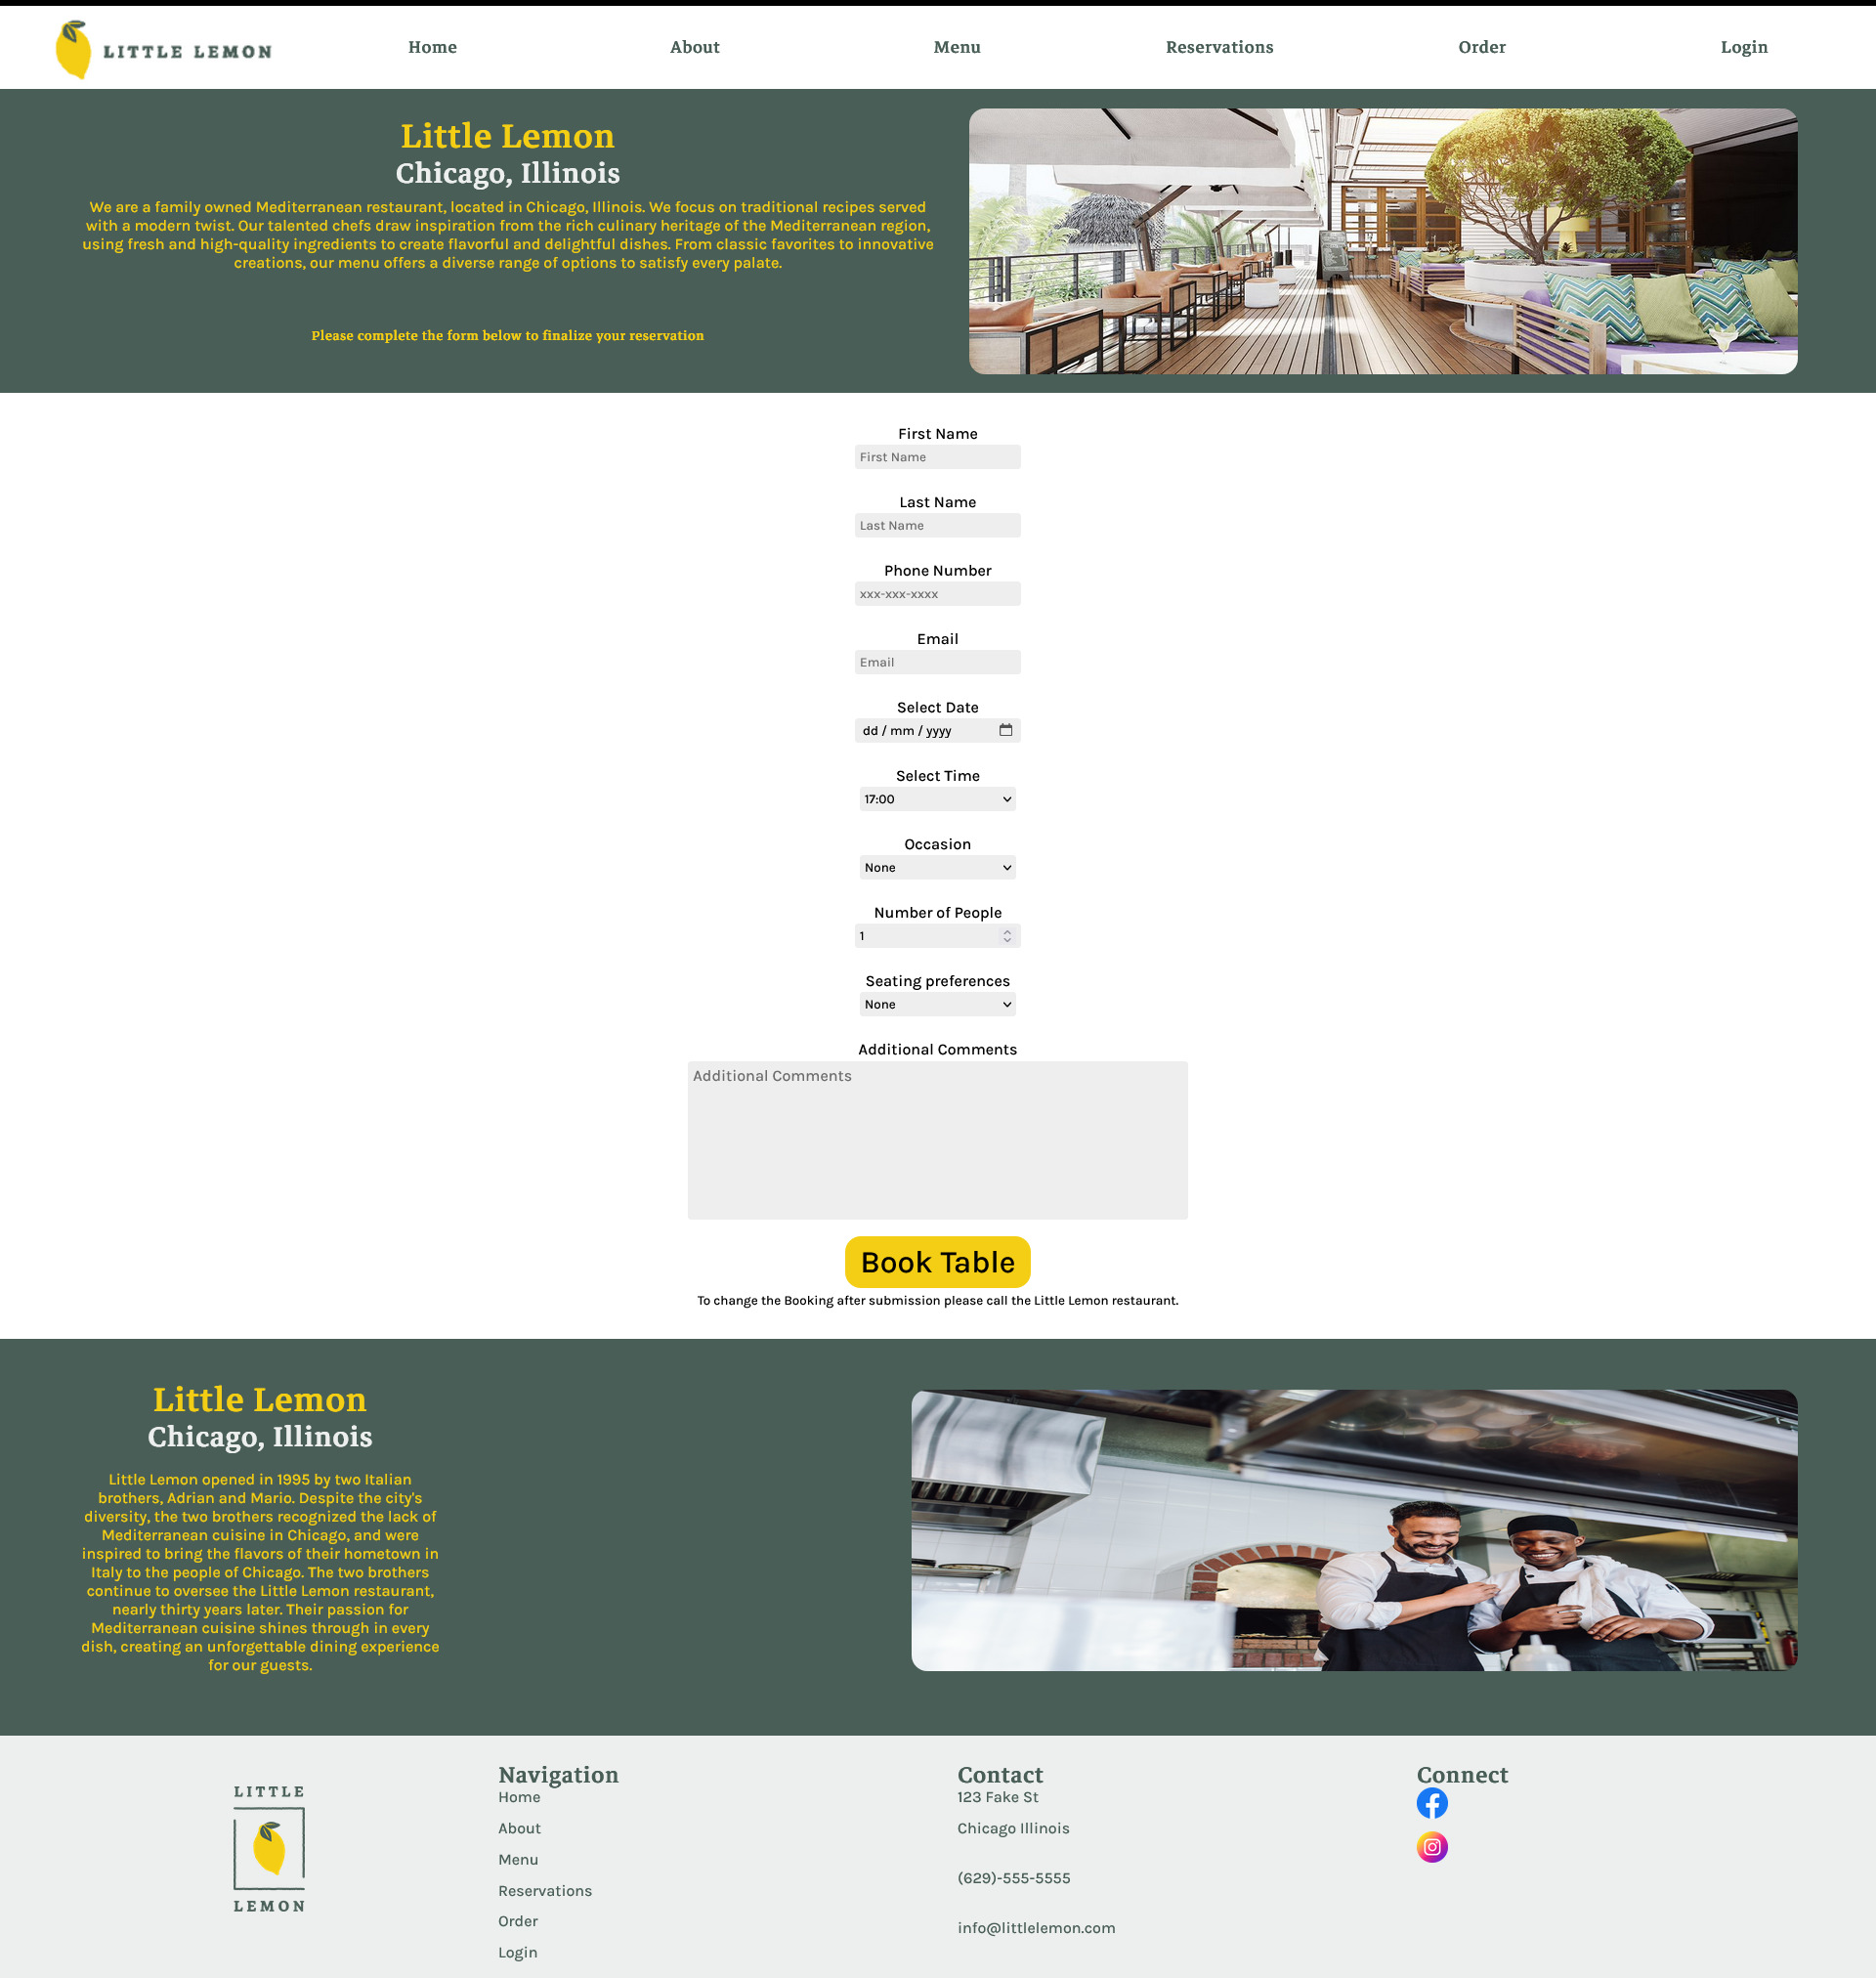 LITTLE LEMON
Home
About
Menu
Reservations
Order
Login
Little Lemon
Chicago, Illinois
We are a family owned Mediterranean restaurant, located in Chicago, Illinois. We focus on traditional recipes served
with a modern twist. Our talented chefs draw inspiration from the rich culinary heritage of the Mediterranean region,
using fresh and high-quality ingredients to create flavorful and delightful dishes. From classic favorites to innovative
creations, our menu offers a diverse range of options to satisfy every palate.
Please complete the form below to finalize your reservation
First Name
First Name
Last Name
Last Name
Phone Number
xxx-xxx-xxxx
Email
Email
Select Date
dd / mm / yyyy
Select Time
17:00
Occasion
None
Number of People
1
Seating preferences
None
Additional Comments
Additional Comments
Book Table
To change the Booking after submission please call the Little Lemon restaurant.
Little Lemon
Chicago, Illinois
Little Lemon opened in 1995 by two Italian
brothers, Adrian and Mario. Despite the city's
diversity, the two brothers recognized the lack of
Mediterranean cuisine in Chicago, and were
inspired to bring the flavors of their hometown in
Italy to the people of Chicago. The two brothers
continue to oversee the Little Lemon restaurant,
nearly thirty years later. Their passion for
Mediterranean cuisine shines through in every
dish, creating an unforgettable dining experience
for our guests.
LITTLE
LEMON
Navigation
Home
About
Menu
Reservations
Order
Login
Contact
123 Fake St
Chicago Illinois
(629)-555-5555
info@littlelemon.com
Connect